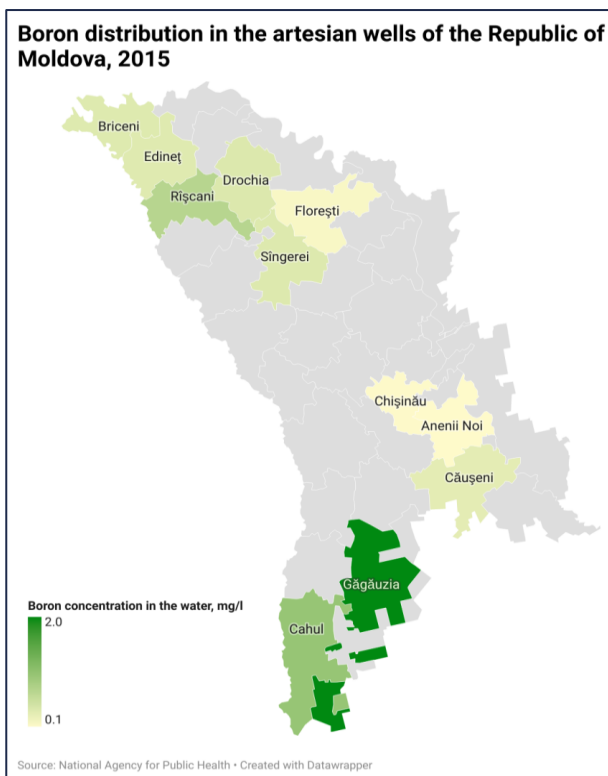 Boron distribution in the artesian wells of the Republic of
Moldova, 2015
Briceni
Edineţ
Drochia
Rîşcani
Floreşti
Sîngerei
Chişinău
Anenii Noi
Căuşeni
Găgăuzia
Boron concentration in the water, mg/l
2.0
Cahul
0.1
Source: National Agency for Public Health • Created with Datawrapper